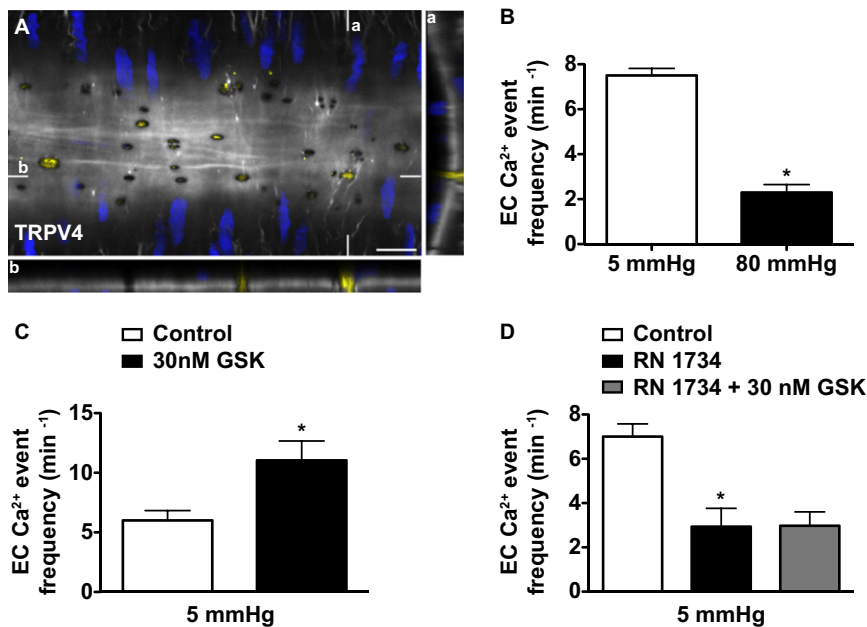 A
a
a
b
TRPV4
b
B
EC Ca²⁺ event
frequency (min ⁻¹)
8
6
4
2
0
*
5 mmHg
80 mmHg
C
Control
30nM GSK
EC Ca²⁺ event
frequency (min ⁻¹)
15
10
5
0
*
5 mmHg
D
Control
RN 1734
RN 1734 + 30 nM GSK
EC Ca²⁺ event
frequency (min ⁻¹)
8
6
4
2
0
*
5 mmHg